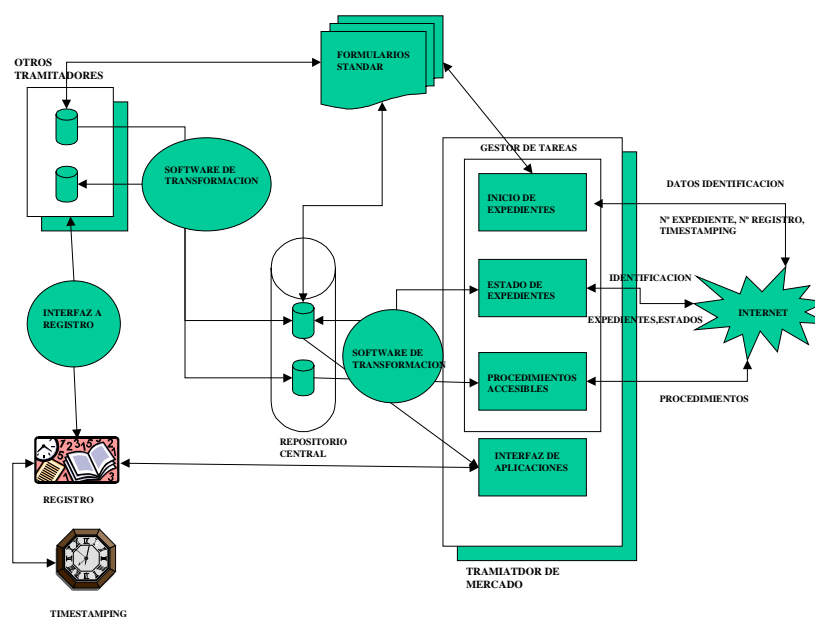 FORMULARIOS
STANDAR
OTROS
TRAMITADORES
GESTOR DE TAREAS
SOFTWARE DE
TRANSFORMACION
INICIO DE
EXPEDIENTES
DATOS IDENTIFICACION
Nº EXPEDIENTE, Nº REGISTRO,
TIMESTAMPING
IDENTIFICACION
ESTADO DE
EXPEDIENTES
INTERNET
EXPEDIENTES,ESTADOS
INTERFAZ A
REGISTRO
SOFTWARE DE
TRANSFORMACION
PROCEDIMIENTOS
ACCESIBLES
PROCEDIMIENTOS
REPOSITORIO
CENTRAL
INTERFAZ DE
APLICACIONES
REGISTRO
TRAMIATDOR DE
MERCADO
TIMESTAMPING